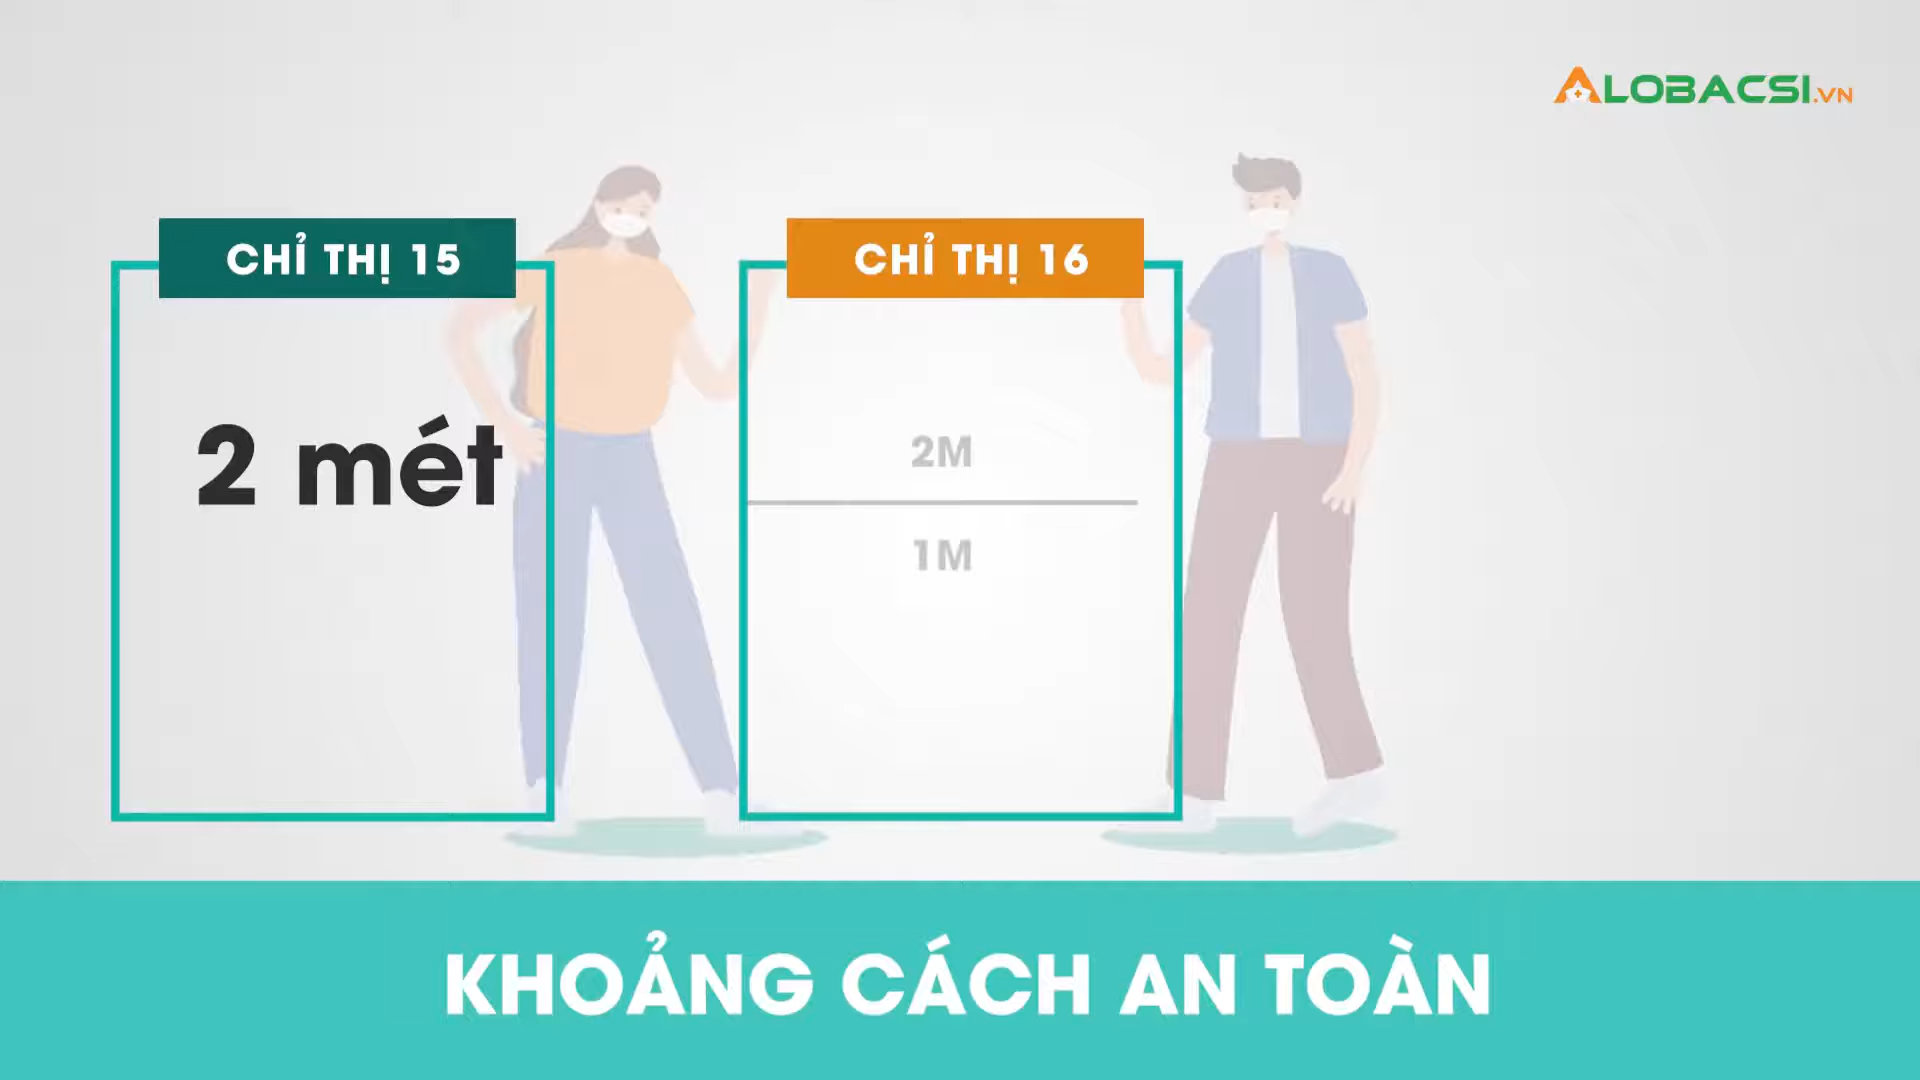 ALOBACSI.VN
CHỈ THỊ 15
2 mét
CHỈ THỊ 16
2M
1M
KHOẢNG CÁCH AN TOÀN